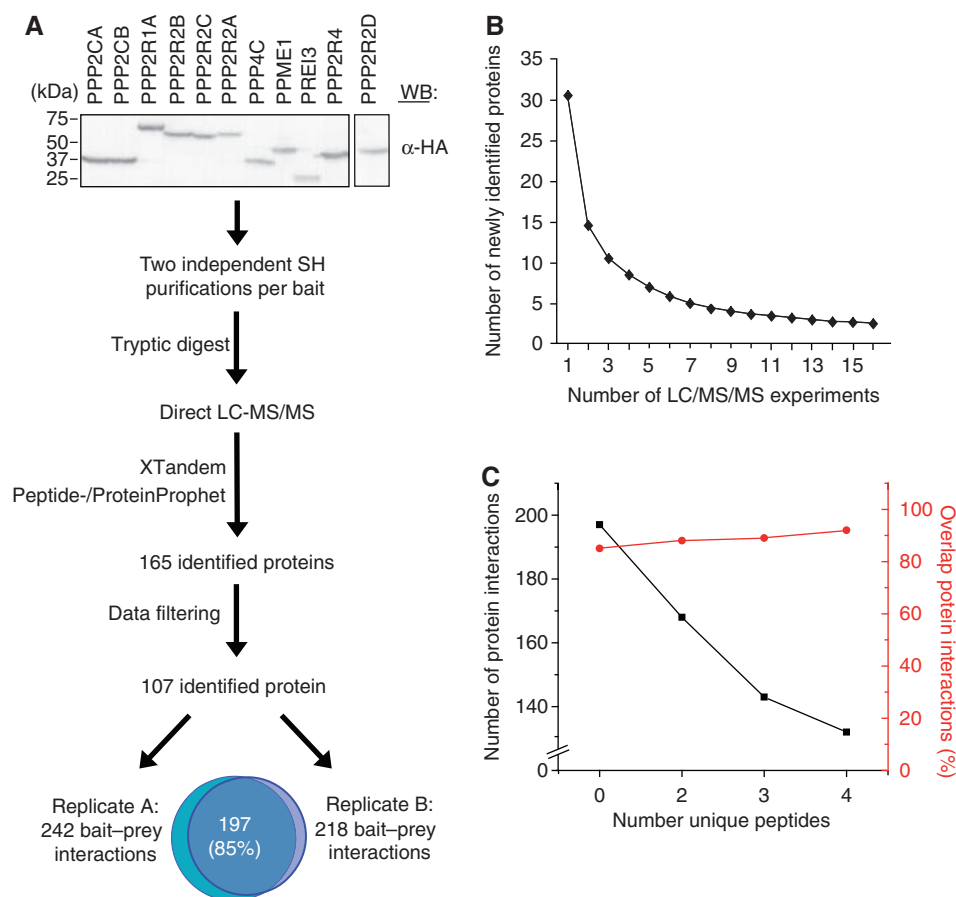 A
PPP2CA
PPP2CB
PPP2R1A
PPP2R2B
PPP2R2C
PPP2R2A
PPP4C
PPME1
PREI3
PPP2R4
PPP2R2D
(kDa)
WB:
75
50
37
25
α-HA
Two independent SH
purifications per bait
Tryptic digest
Direct LC-MS/MS
XTandem
Peptide-/ProteinProphet
165 identified proteins
Data filtering
107 identified protein
Replicate A:
242 bait–prey
interactions
197
(85%)
Replicate B:
218 bait–prey
interactions
B
Number of newly identified proteins
35
30
25
20
15
10
5
0
1 3 5 7 9 11 13 15
Number of LC/MS/MS experiments
C
Number of protein interactions
200
180
160
140
0
100
80
60
40
20
0
Overlap potein interactions (%)
0 2 3 4
Number unique peptides